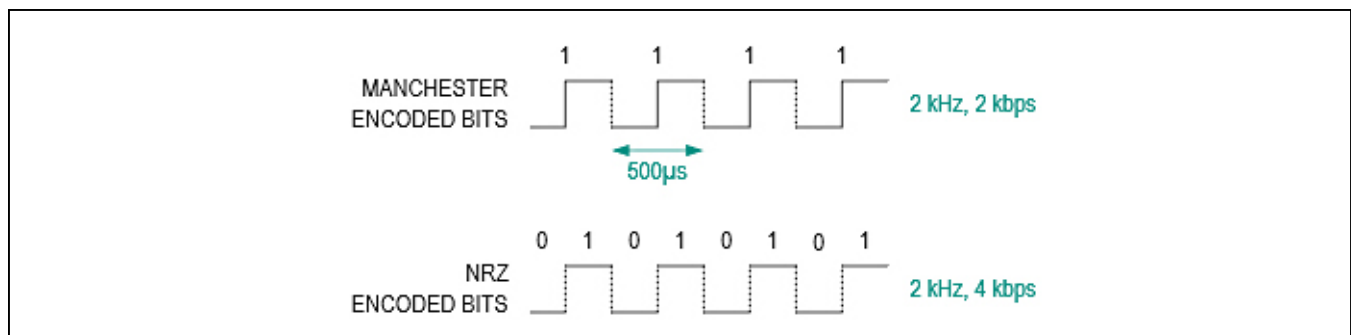 1 1 1 1
MANCHESTER
ENCODED BITS
2 kHz, 2 kbps
500µs
0 1 0 1 0 1 0 1
NRZ
ENCODED BITS
2 kHz, 4 kbps